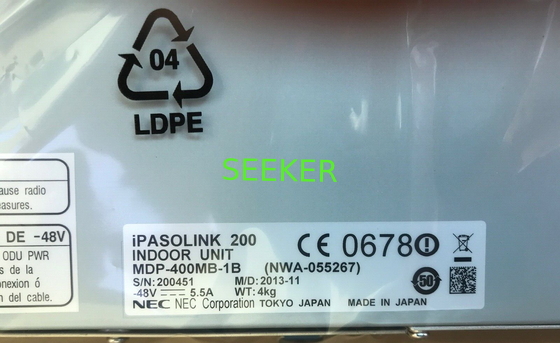 04
LDPE
SEEKER
ause radio
easures.
DE -48V
ODU PWR
s de la
onexion ó
n del cable.
iPASOLINK 200
INDOOR UNIT
MDP-400MB-1B (NWA-055267)
S/N: 200451 M/D: 2013-11
-48V 5.5A WT: 4kg
NEC NEC Corporation TOKYO JAPAN MADE IN JAPAN
CE 0678
50